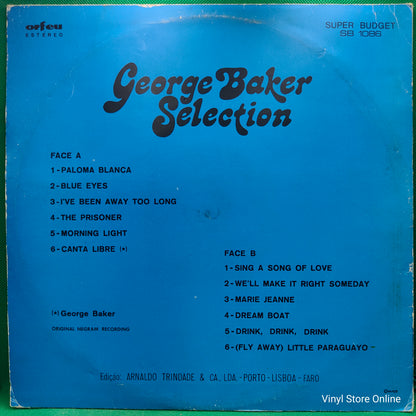 orfeu
ESTEREO
SUPER BUDGET
SB 1086
George Baker
Selection
FACE A
1-PALOMA BLANCA
2-BLUE EYES
3-I'VE BEEN AWAY TOO LONG
4-THE PRISONER
5-MORNING LIGHT
6-CANTA LIBRE (*)
(*) George Baker
ORIGINAL NEGRAM RECORDING
FACE B
1-SING A SONG OF LOVE
2-WE'LL MAKE IT RIGHT SOMEDAY
3-MARIE JEANNE
4-DREAM BOAT
5-DRINK, DRINK, DRINK
6-(FLY AWAY) LITTLE PARAGUAYO
Edição: ARNALDO TRINDADE & CA., LDA.-PORTO-LISBOA-FARO
Vinyl Store Online